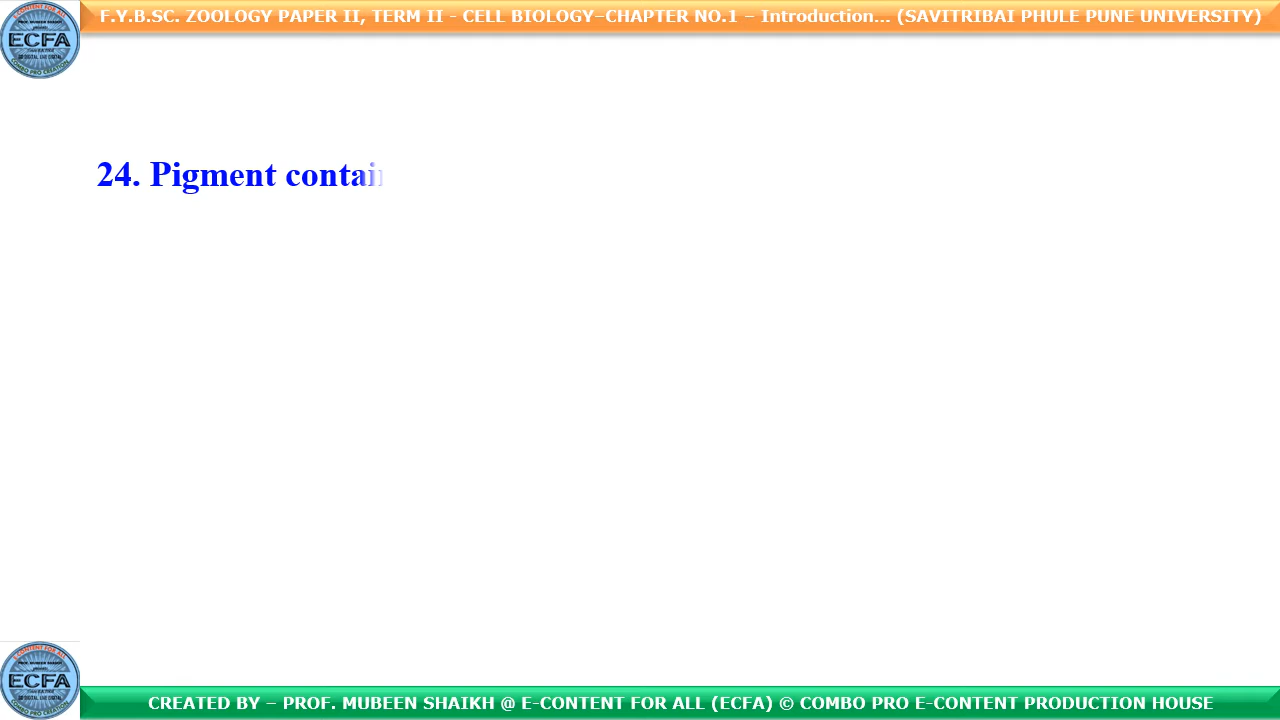 F.Y.B.SC. ZOOLOGY PAPER II, TERM II - CELL BIOLOGY–CHAPTER NO.1 – Introduction... (SAVITRIBAI PHULE PUNE UNIVERSITY)
ECFA
24. Pigment contain
ECFA
CREATED BY – PROF. MUBEEN SHAIKH @ E-CONTENT FOR ALL (ECFA) © COMBO PRO E-CONTENT PRODUCTION HOUSE